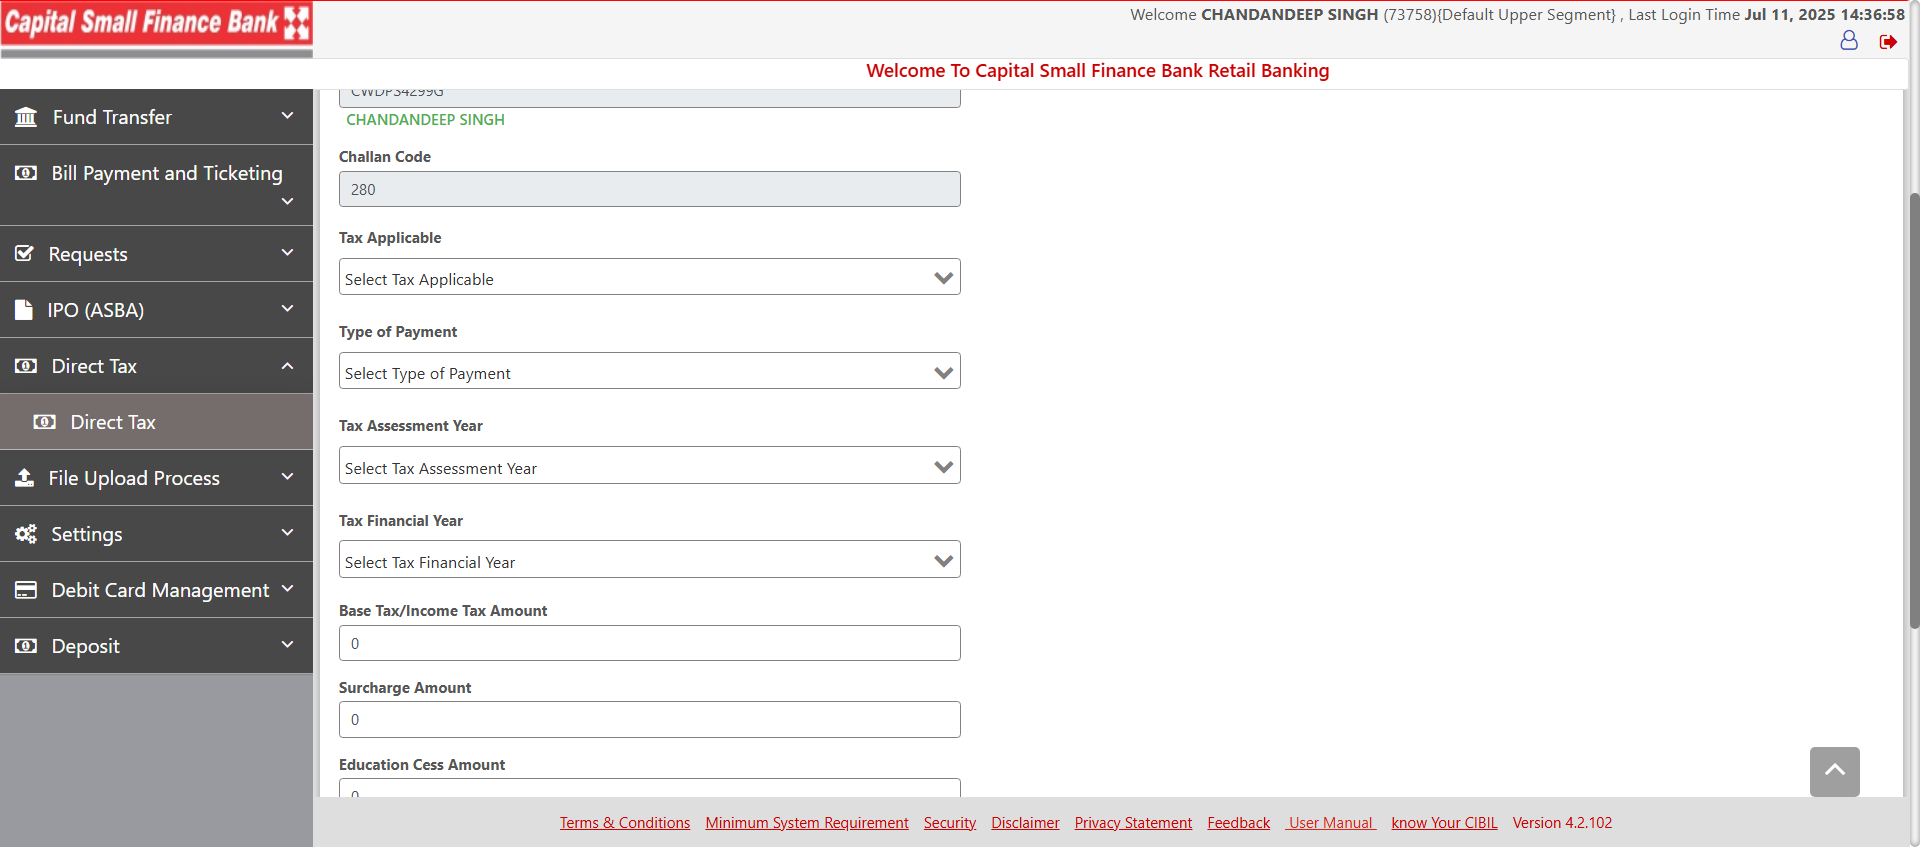 Capital Small Finance Bank
Welcome CHANDANDEEP SINGH (73758){Default Upper Segment} , Last Login Time Jul 11, 2025 14:36:58
Welcome To Capital Small Finance Bank Retail Banking
Fund Transfer
Bill Payment and Ticketing
Requests
IPO (ASBA)
Direct Tax
Direct Tax
File Upload Process
Settings
Debit Card Management
Deposit
CHANDANDEEP SINGH
Challan Code
280
Tax Applicable
Select Tax Applicable
Type of Payment
Select Type of Payment
Tax Assessment Year
Select Tax Assessment Year
Tax Financial Year
Select Tax Financial Year
Base Tax/Income Tax Amount
0
Surcharge Amount
0
Education Cess Amount
0
Terms & Conditions Minimum System Requirement Security Disclaimer Privacy Statement Feedback User Manual know Your CIBIL Version 4.2.102